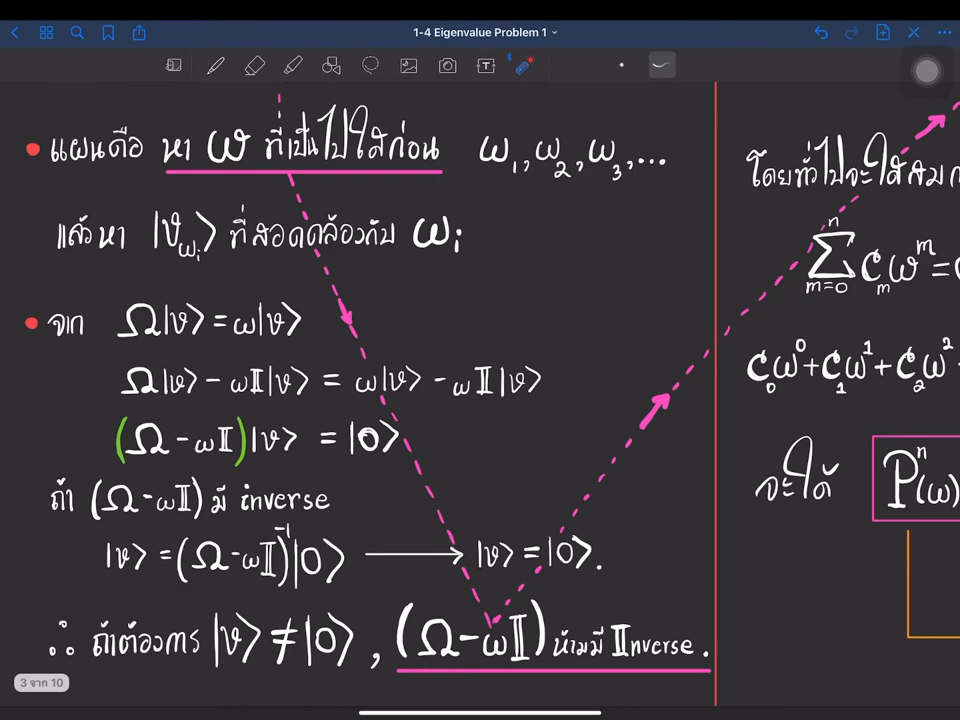 1-4 Eigenvalue Problem 1
แผนคือ หา ω ที่เป็นไปได้ก่อน ω₁, ω₂, ω₃, ...
แล้วหา |v_ωᵢ⟩ ที่สอดคล้องกับ ωᵢ
จาก Ω|v⟩ = ω|v⟩
Ω|v⟩ - ω𝕀|v⟩ = ω|v⟩ - ω𝕀|v⟩
(Ω - ω𝕀)|v⟩ = |0⟩
ถ้า (Ω - ω𝕀) มี inverse
|v⟩ = (Ω - ω𝕀)⁻¹|0⟩ ⟶ |v⟩ = |0⟩.
∴ ถ้าต้องการ |v⟩ ≠ |0⟩, (Ω - ω𝕀) ห้ามมี Inverse.
โดยทั่วไปจะได้สมก
∑ₘ₌₀ⁿ Cₘωᵐ = 0
C₀ω⁰ + C₁ω¹ + C₂ω²
จะได้ Pⁿ(ω)
3 จาก 10